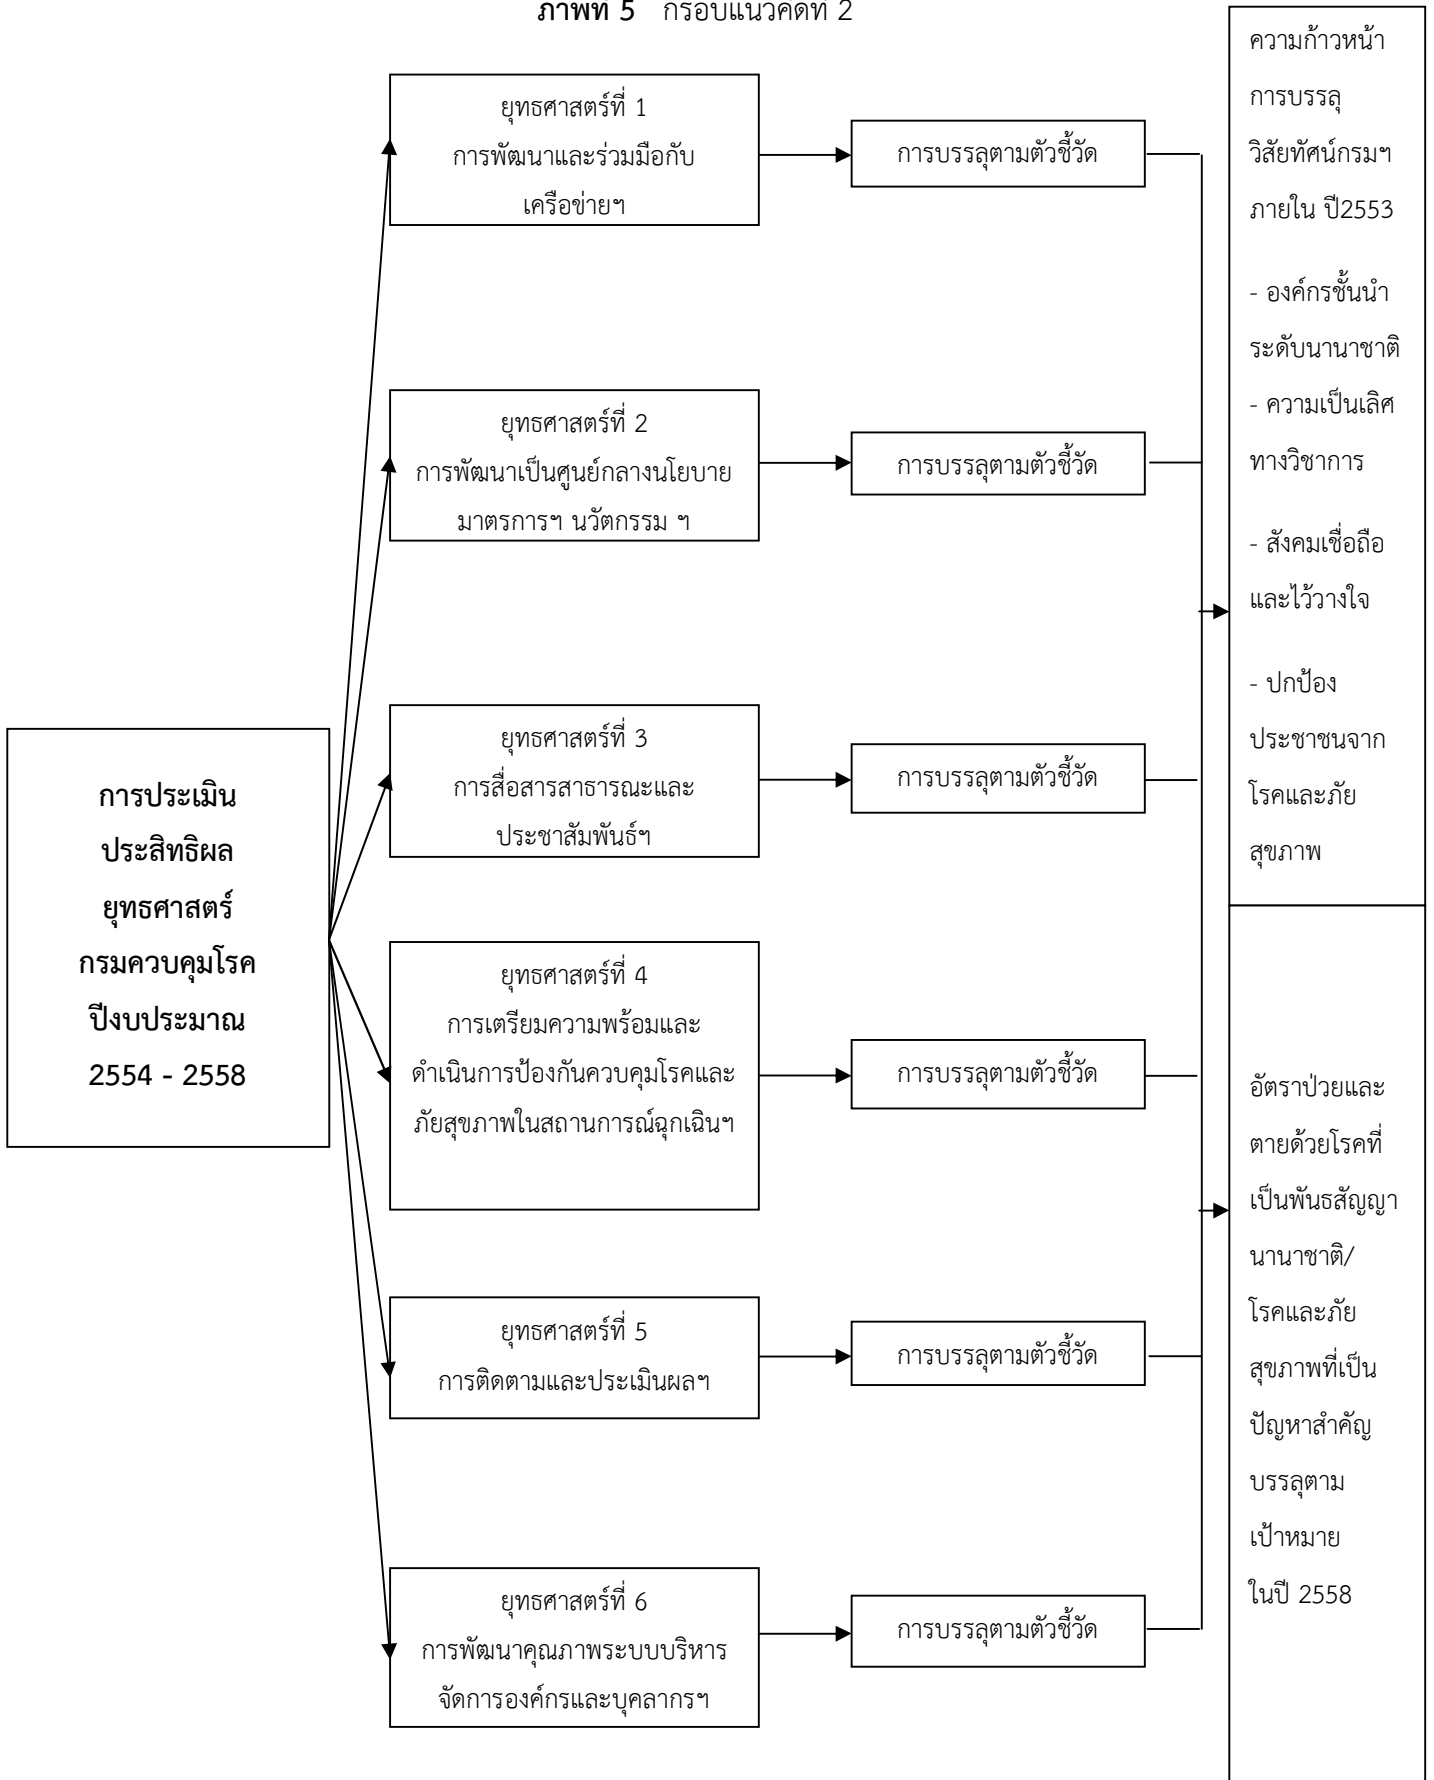 ภาพที่ 5 กรอบแนวคิดที่ 2
การประเมิน
ประสิทธิผล
ยุทธศาสตร์
กรมควบคุมโรค
ปีงบประมาณ
2554 - 2558
ยุทธศาสตร์ที่ 1
การพัฒนาและร่วมมือกับ
เครือข่ายฯ
การบรรลุตามตัวชี้วัด
ยุทธศาสตร์ที่ 2
การพัฒนาเป็นศูนย์กลางนโยบาย
มาตรการฯ นวัตกรรม ฯ
การบรรลุตามตัวชี้วัด
ยุทธศาสตร์ที่ 3
การสื่อสารสาธารณะและ
ประชาสัมพันธ์ฯ
การบรรลุตามตัวชี้วัด
ยุทธศาสตร์ที่ 4
การเตรียมความพร้อมและ
ดำเนินการป้องกันควบคุมโรคและ
ภัยสุขภาพในสถานการณ์ฉุกเฉินฯ
การบรรลุตามตัวชี้วัด
ยุทธศาสตร์ที่ 5
การติดตามและประเมินผลฯ
การบรรลุตามตัวชี้วัด
ยุทธศาสตร์ที่ 6
การพัฒนาคุณภาพระบบบริหาร
จัดการองค์กรและบุคลากรฯ
การบรรลุตามตัวชี้วัด
ความก้าวหน้า
การบรรลุ
วิสัยทัศน์กรมฯ
ภายใน ปี2553
- องค์กรชั้นนำ
ระดับนานาชาติ
- ความเป็นเลิศ
ทางวิชาการ
- สังคมเชื่อถือ
และไว้วางใจ
- ปกป้อง
ประชาชนจาก
โรคและภัย
สุขภาพ
อัตราป่วยและ
ตายด้วยโรคที่
เป็นพันธสัญญา
นานาชาติ/
โรคและภัย
สุขภาพที่เป็น
ปัญหาสำคัญ
บรรลุตาม
เป้าหมาย
ในปี 2558